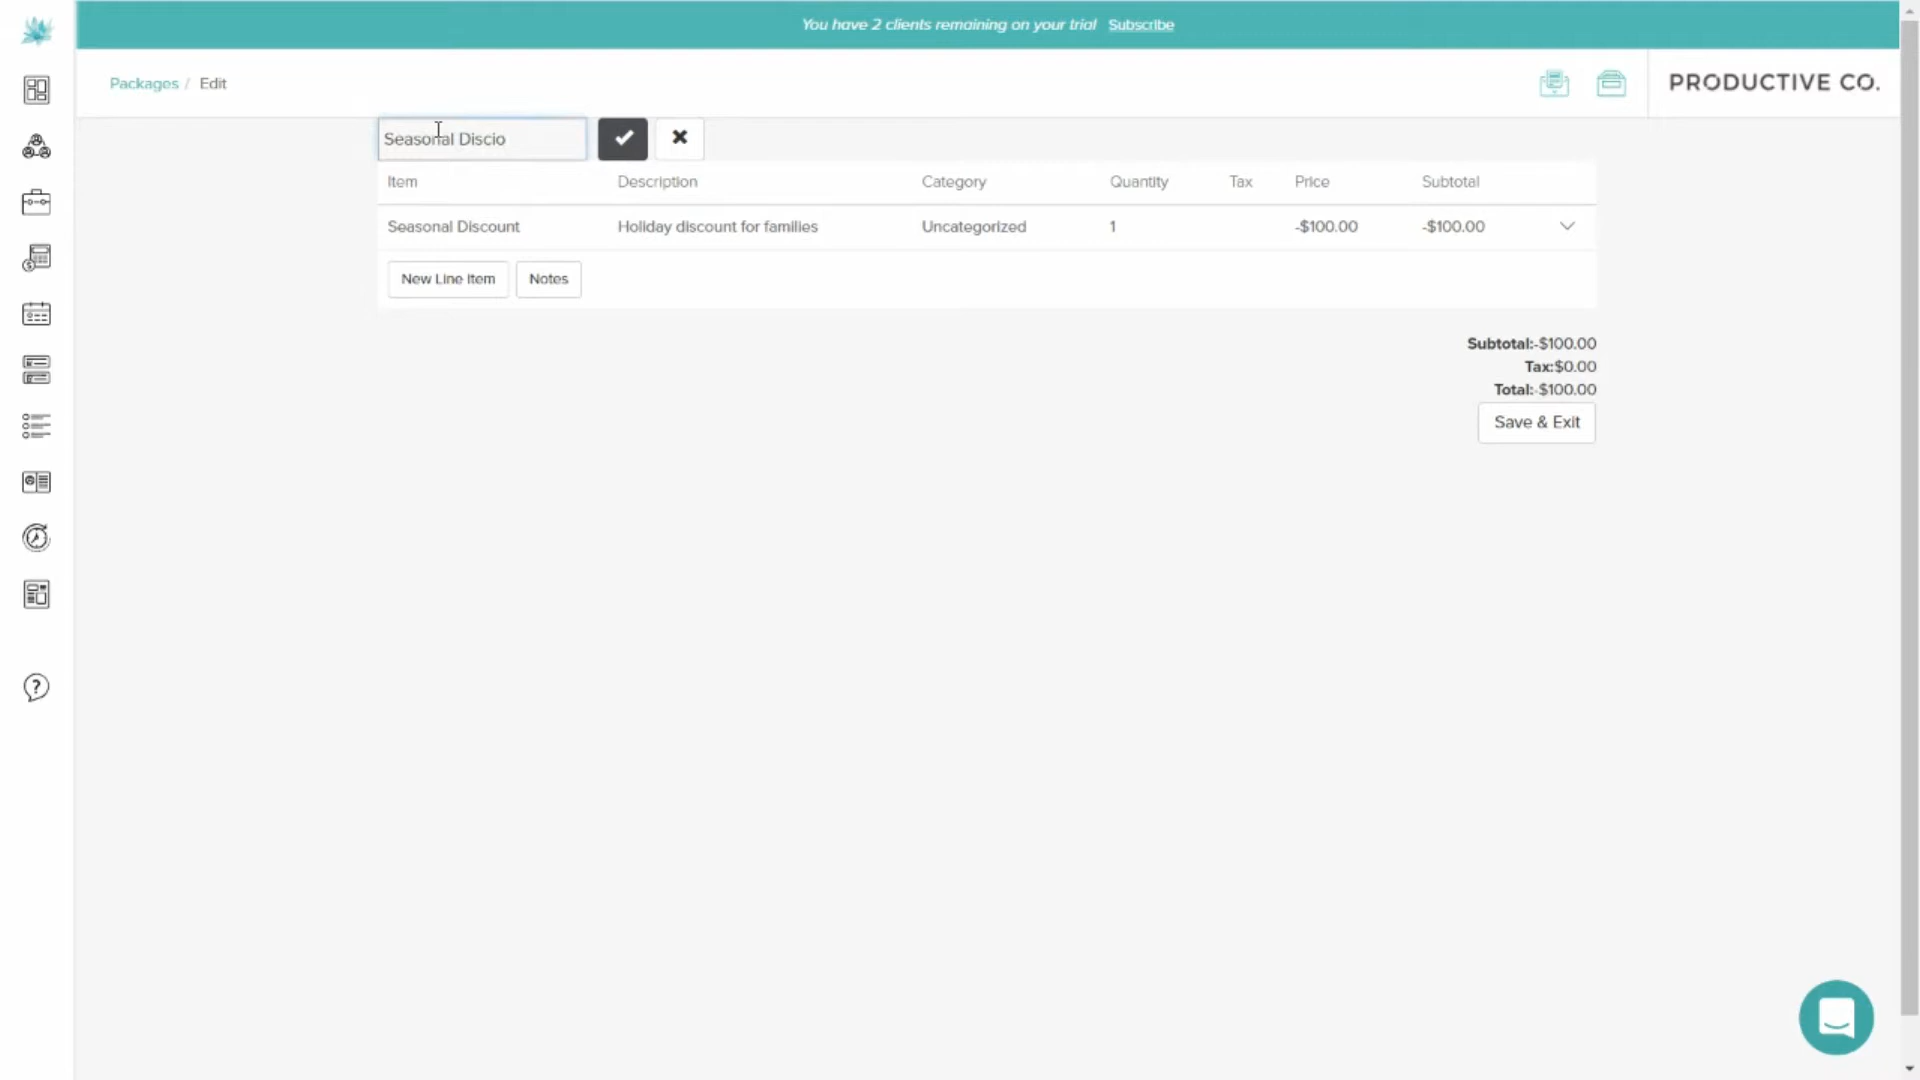 You have 2 clients remaining on your trial Subscribe
Packages / Edit
PRODUCTIVE CO.
Seasonal Discio
Item Description Category Quantity Tax Price Subtotal
Seasonal Discount Holiday discount for families Uncategorized 1 -$100.00 -$100.00
New Line Item Notes
Subtotal:-$100.00
Tax:$0.00
Total:-$100.00
Save & Exit